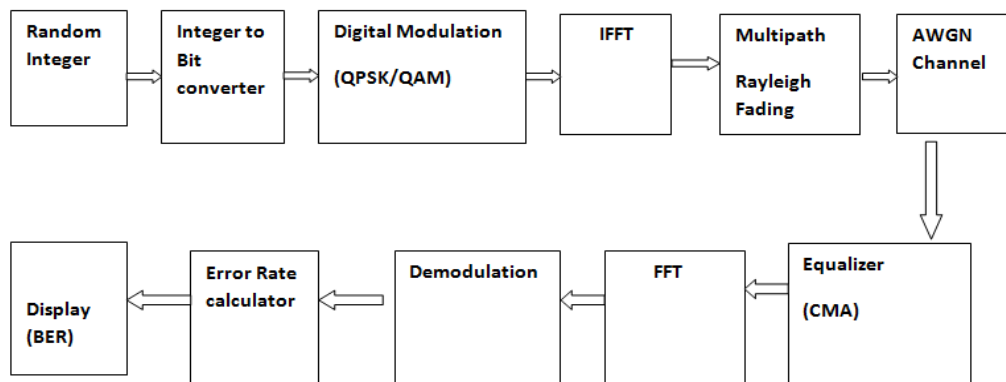 Random
Integer
Integer to
Bit
converter
Digital Modulation
(QPSK/QAM)
IFFT
Multipath
Rayleigh
Fading
AWGN
Channel
Display
(BER)
Error Rate
calculator
Demodulation
FFT
Equalizer
(CMA)